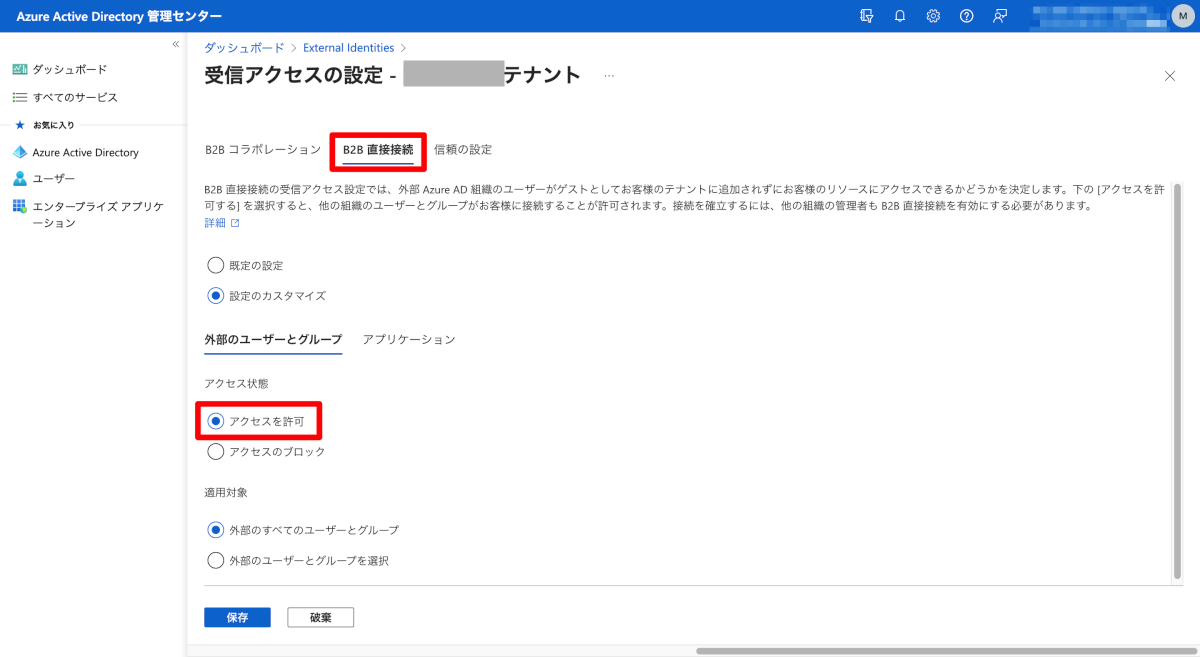 Azure Active Directory 管理センター
M
«
ダッシュボード
すべてのサービス
お気に入り
Azure Active Directory
ユーザー
エンタープライズ アプリケ
ーション
ダッシュボード > External Identities >
受信アクセスの設定 - テナント ...
B2B コラボレーション B2B 直接接続 信頼の設定
B2B 直接接続の受信アクセス設定では、外部 Azure AD 組織のユーザーがゲストとしてお客様のテナントに追加されずにお客様のリソースにアクセスできるかどうかを決定します。下の [アクセスを許
可する] を選択すると、他の組織のユーザーとグループがお客様に接続することが許可されます。接続を確立するには、他の組織の管理者も B2B 直接接続を有効にする必要があります。
詳細
既定の設定
設定のカスタマイズ
外部のユーザーとグループ アプリケーション
アクセス状態
アクセスを許可
アクセスのブロック
適用対象
外部のすべてのユーザーとグループ
外部のユーザーとグループを選択
保存 破棄